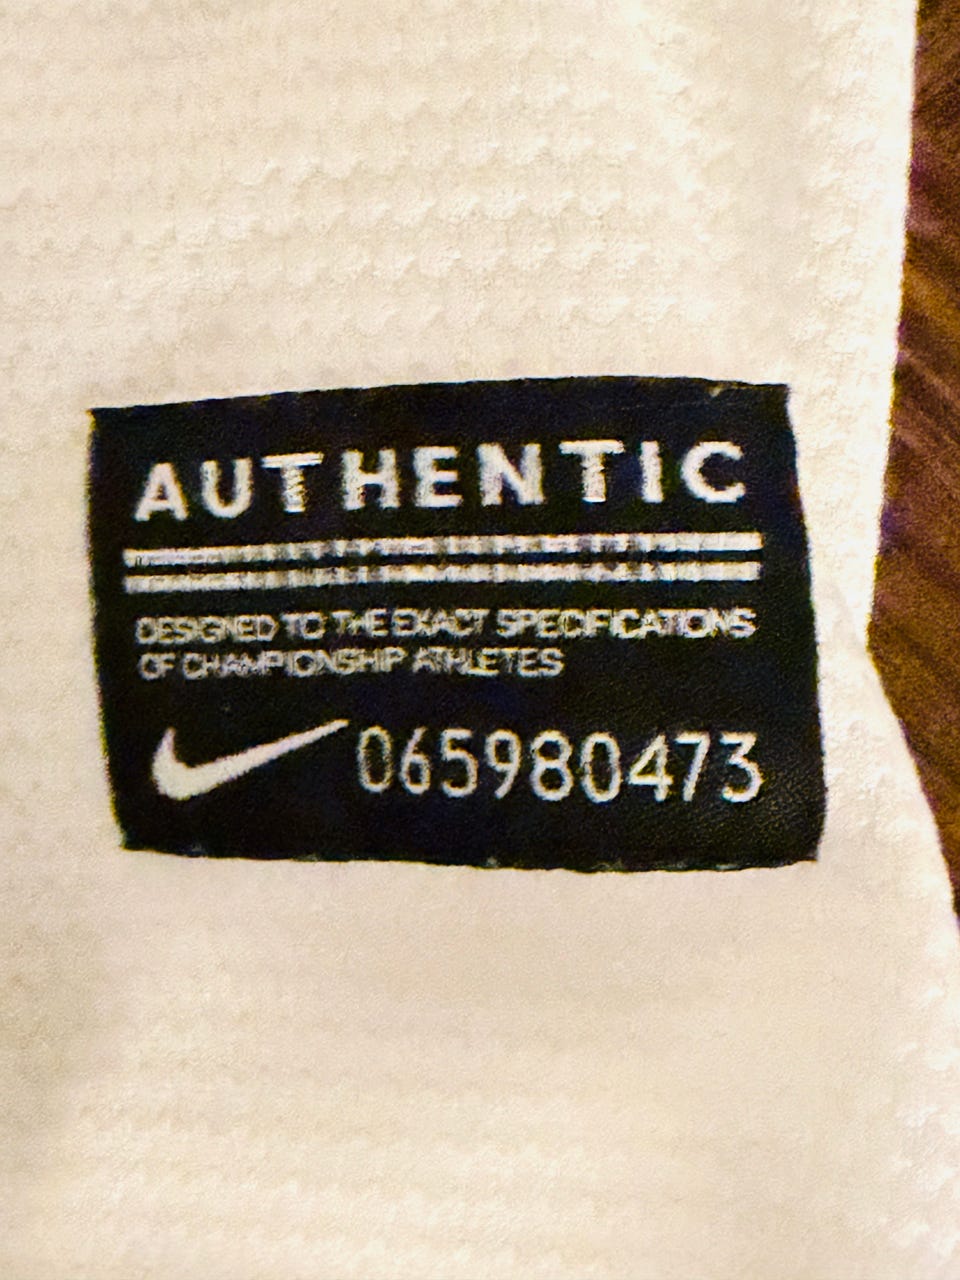 AUTHENTIC
DESIGNED TO THE EXACT SPECIFICATIONS
OF CHAMPIONSHIP ATHLETES
065980473